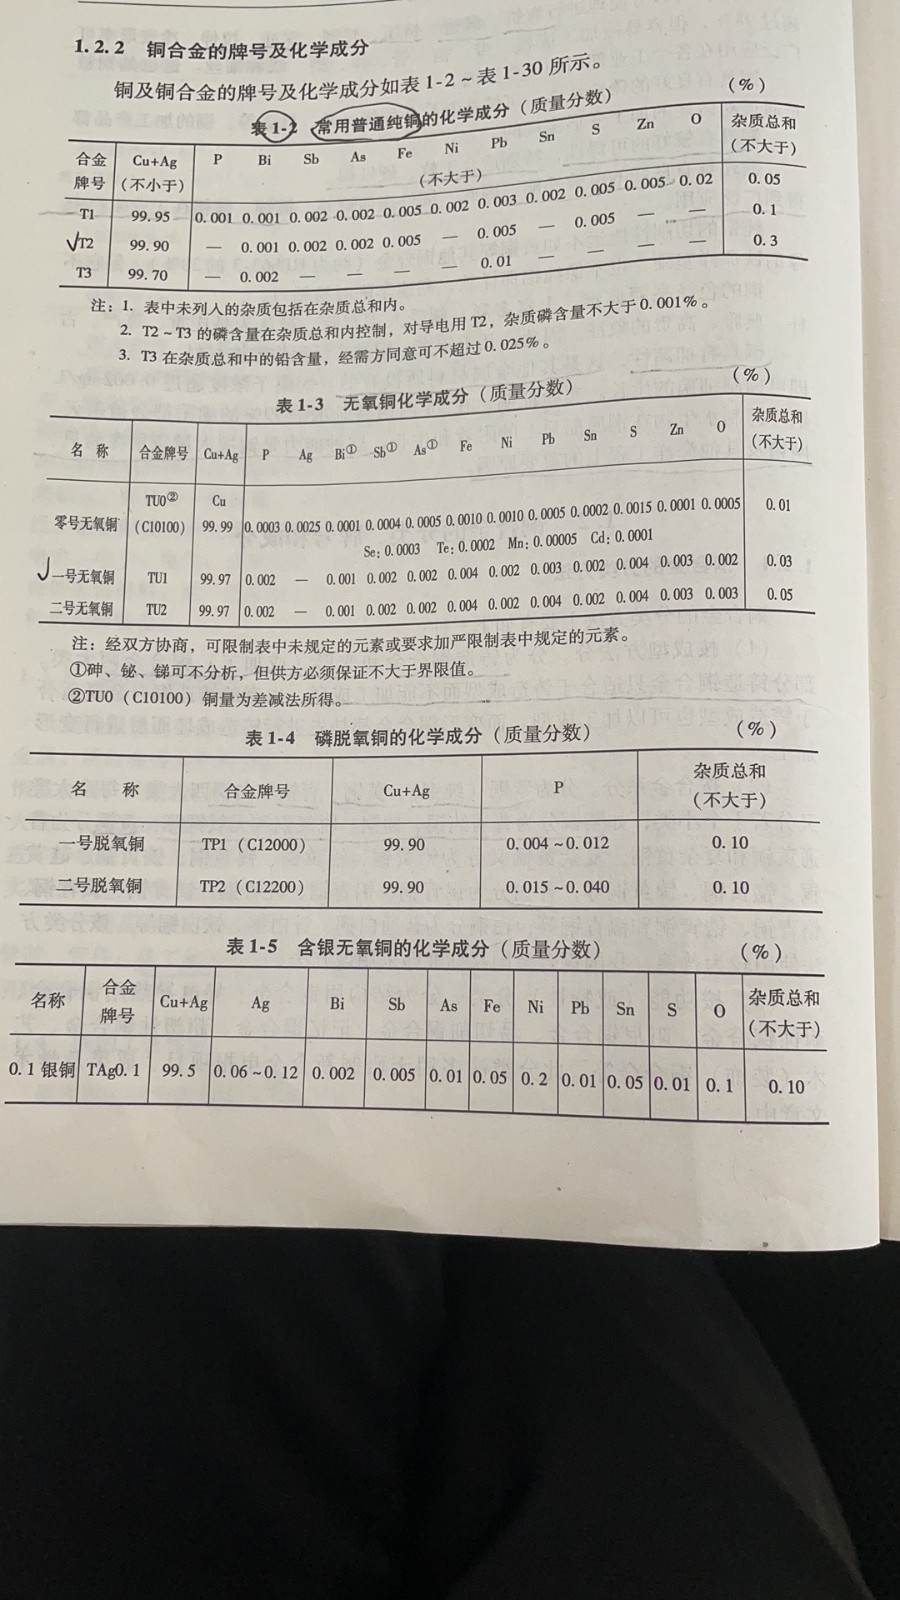 1.2.2 铜合金的牌号及化学成分
铜及铜合金的牌号及化学成分如表1-2~表1-30所示。
表1-2 常用普通纯铜的化学成分（质量分数） （%）
合金牌号 Cu+Ag（不小于） P Bi Sb As Fe Ni Pb Sn S Zn O 杂质总和（不大于）
（不大于）
T1 99.95 0.001 0.001 0.002 0.002 0.005 0.002 0.003 0.002 0.005 0.005 0.02 0.05
T2 99.90 — 0.001 0.002 0.002 0.005 — 0.005 — 0.005 — — 0.1
T3 99.70 — 0.002 — — — — 0.01 — — — — 0.3
注：1. 表中未列入的杂质包括在杂质总和内。
2. T2~T3的磷含量在杂质总和内控制，对导电用T2，杂质磷含量不大于0.001%。
3. T3在杂质总和中的铅含量，经需方同意可不超过0.025%。
表1-3 无氧铜化学成分（质量分数） （%）
名 称 合金牌号 Cu+Ag P Ag Bi① Sb① As① Fe Ni Pb Sn S Zn O 杂质总和（不大于）
TU0② Cu
零号无氧铜 (C10100) 99.99 0.0003 0.0025 0.0001 0.0004 0.0005 0.0010 0.0010 0.0005 0.0002 0.0015 0.0001 0.0005 0.01
Se:0.0003 Te:0.0002 Mn:0.00005 Cd:0.0001
一号无氧铜 TU1 99.97 0.002 — 0.001 0.002 0.002 0.004 0.002 0.003 0.002 0.004 0.003 0.002 0.03
二号无氧铜 TU2 99.97 0.002 — 0.001 0.002 0.002 0.004 0.002 0.004 0.002 0.004 0.003 0.003 0.05
注：经双方协商，可限制表中未规定的元素或要求加严限制表中规定的元素。
①砷、铋、锑可不分析，但供方必须保证不大于界限值。
②TU0（C10100）铜量为差减法所得。
表1-4 磷脱氧铜的化学成分（质量分数） （%）
名 称 合金牌号 Cu+Ag P 杂质总和（不大于）
一号脱氧铜 TP1（C12000） 99.90 0.004~0.012 0.10
二号脱氧铜 TP2（C12200） 99.90 0.015~0.040 0.10
表1-5 含银无氧铜的化学成分（质量分数） （%）
名称 合金牌号 Cu+Ag Ag Bi Sb As Fe Ni Pb Sn S O 杂质总和（不大于）
0.1银铜 TAg0.1 99.5 0.06~0.12 0.002 0.005 0.01 0.05 0.2 0.01 0.05 0.01 0.1 0.10